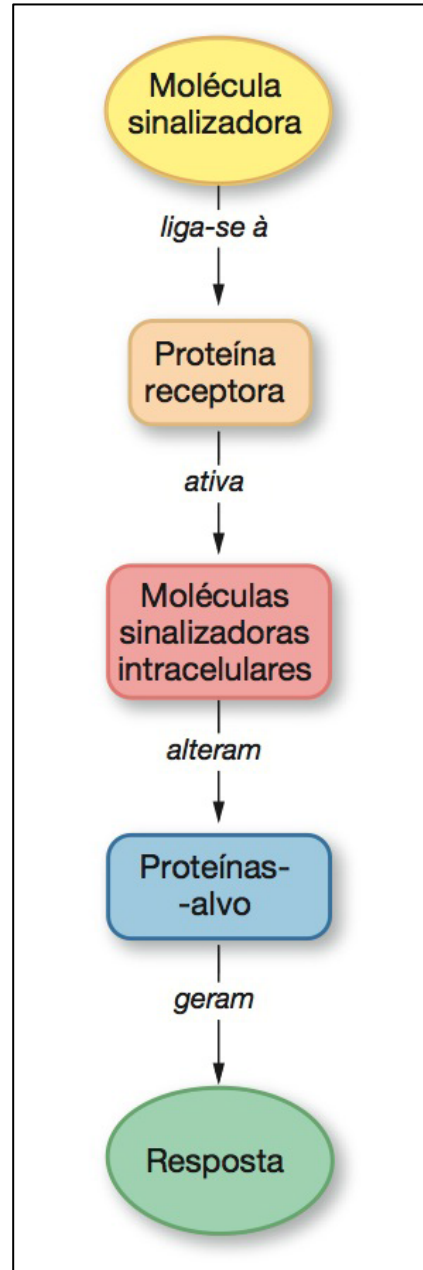 Molécula
sinalizadora
liga-se à
Proteína
receptora
ativa
Moléculas
sinalizadoras
intracelulares
alteram
Proteínas-
-alvo
geram
Resposta